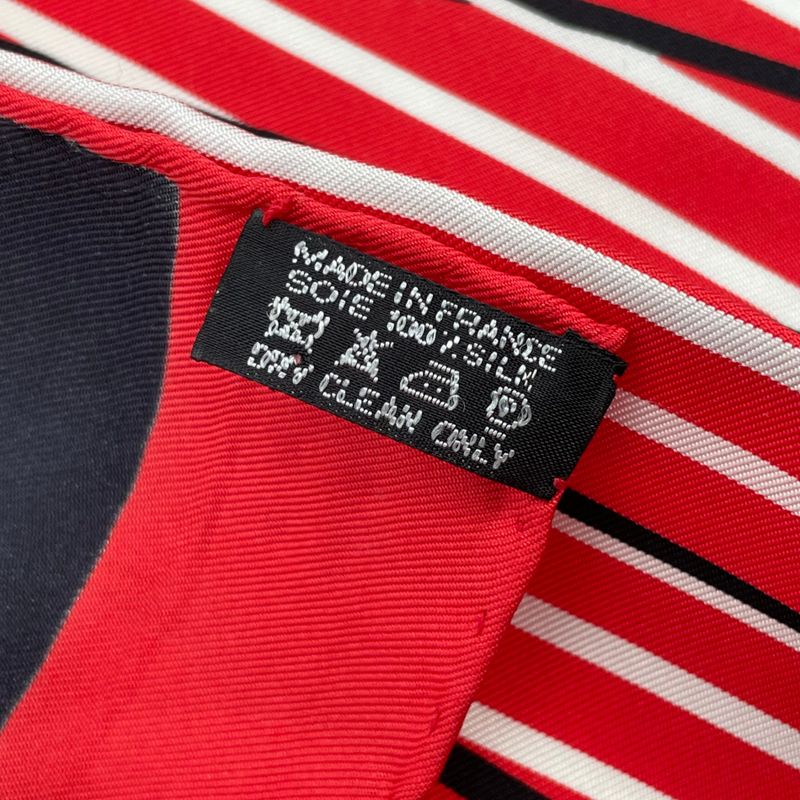 MADE IN FRANCE
SOIE 100% SILK
DRY CLEAN ONLY